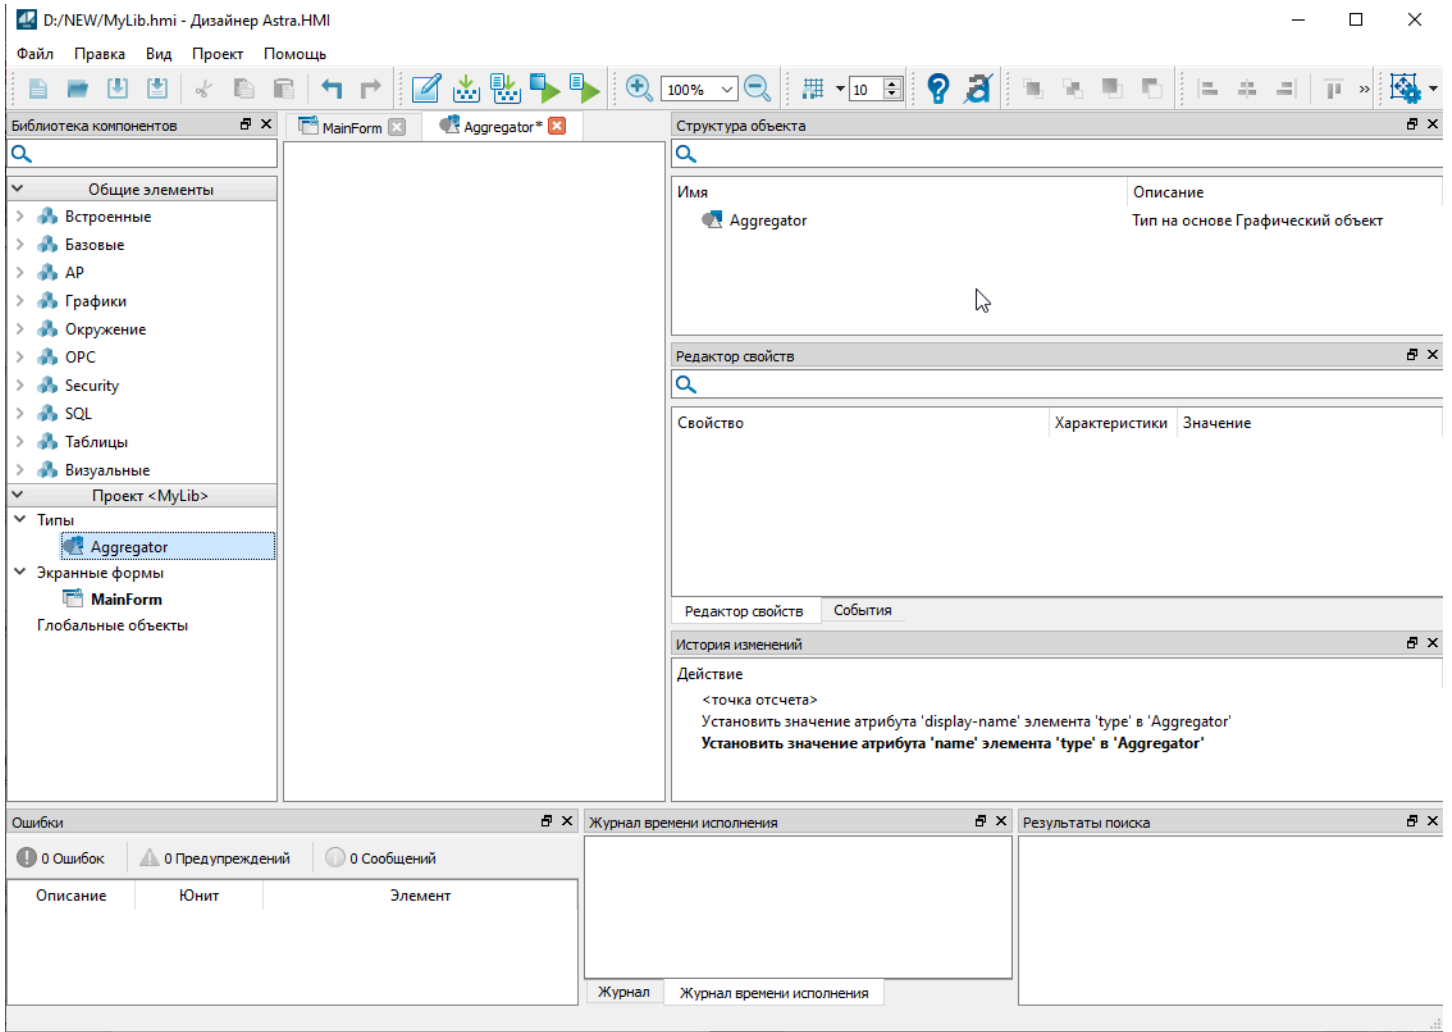 D:/NEW/MyLib.hmi - Дизайнер Astra.HMI
Файл Правка Вид Проект Помощь
100% 10 »
Библиотека компонентов
MainForm
Aggregator*
Структура объекта
Общие элементы
Встроенные
Базовые
AP
Графики
Окружение
OPC
Security
SQL
Таблицы
Визуальные
Проект <MyLib>
Типы
Aggregator
Экранные формы
MainForm
Глобальные объекты
Имя Описание
Aggregator Тип на основе Графический объект
Редактор свойств
Свойство Характеристики Значение
Редактор свойств События
История изменений
Действие
<точка отсчета>
Установить значение атрибута 'display-name' элемента 'type' в 'Aggregator'
Установить значение атрибута 'name' элемента 'type' в 'Aggregator'
Ошибки
0 Ошибок 0 Предупреждений 0 Сообщений
Описание Юнит Элемент
Журнал времени исполнения
Журнал Журнал времени исполнения
Результаты поиска